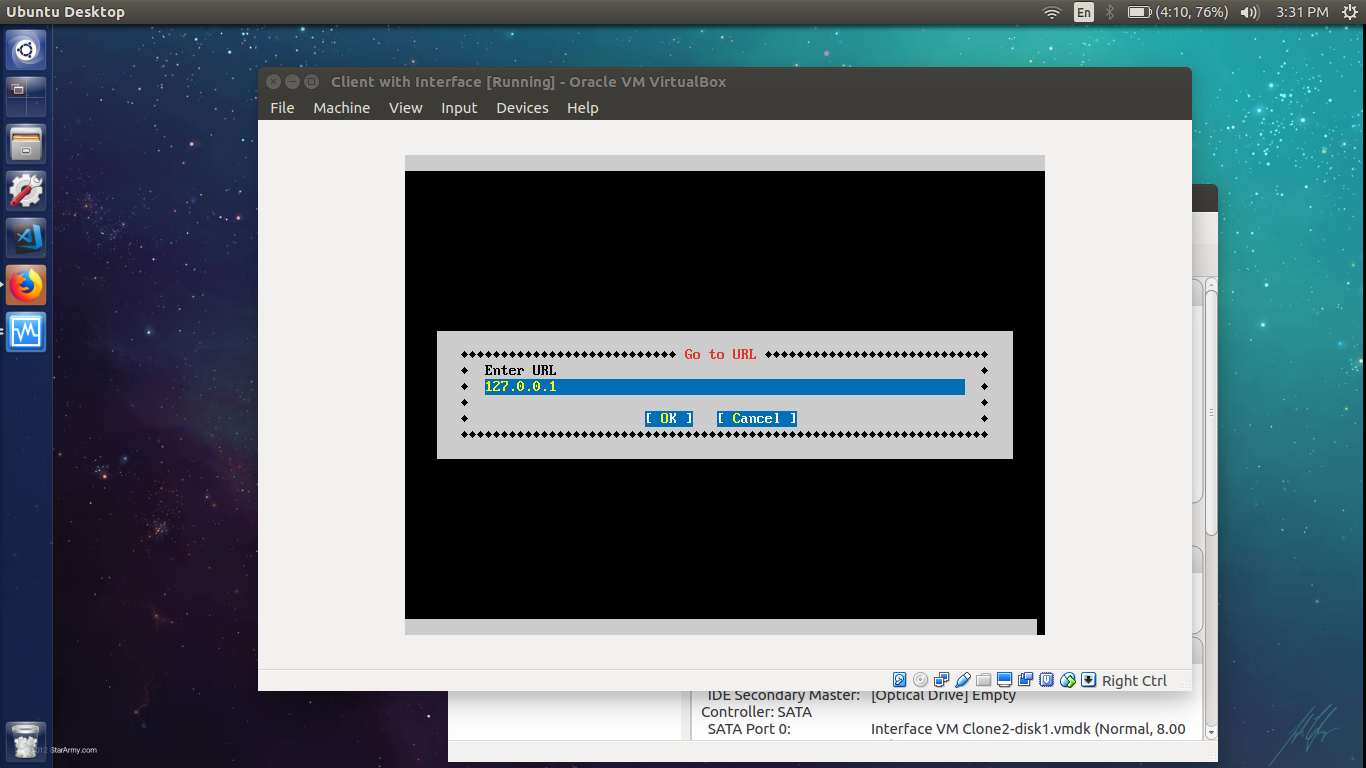 Ubuntu Desktop
En
(4:10, 76%)
3:31 PM
Client with Interface [Running] - Oracle VM VirtualBox
File Machine View Input Devices Help
Go to URL
Enter URL
127.0.0.1
[ OK ] [ Cancel ]
Right Ctrl
IDE Secondary Master: [Optical Drive] Empty
Controller: SATA
SATA Port 0: Interface VM Clone2-disk1.vmdk (Normal, 8.00
StarArmy.com